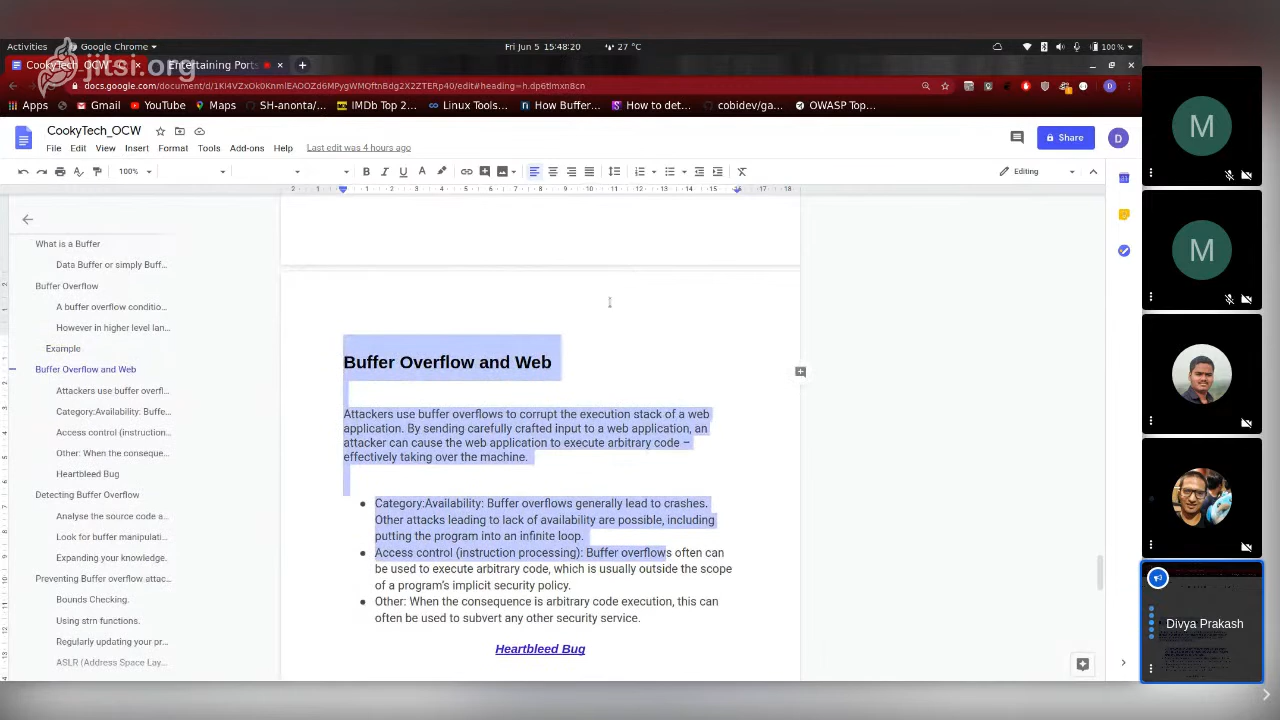 Activities
Google Chrome
Fri Jun 5 15:48:20
27 °C
100%
jitsi.org
CookyTech_OCW
Entertaining Ports
docs.google.com/document/d/1Kl4VZxOk0KnmlEAOOZd6MPygWMQftnBdg2X2ZTERp40/edit#heading=h.dp6tlmxn8cn
Apps
Gmail
YouTube
Maps
SH-anonta/...
IMDb Top 2...
Linux Tools...
How Buffer...
How to det...
cobidev/ga...
OWASP Top...
CookyTech_OCW
Share
D
File Edit View Insert Format Tools Add-ons Help
Last edit was 4 hours ago
100%
Editing
What is a Buffer
Data Buffer or simply Buff...
Buffer Overflow
A buffer overflow conditio...
However in higher level lan...
Example
Buffer Overflow and Web
Attackers use buffer overfl...
Category:Availability: Buffe...
Access control (instruction...
Other: When the conseque...
Heartbleed Bug
Detecting Buffer Overflow
Analyse the source code a...
Look for buffer manipulati...
Expanding your knowledge.
Preventing Buffer overflow attac...
Bounds Checking.
Using strn functions.
Regularly updating your pr...
ASLR (Address Space Lay...
Buffer Overflow and Web
Attackers use buffer overflows to corrupt the execution stack of a web
application. By sending carefully crafted input to a web application, an
attacker can cause the web application to execute arbitrary code –
effectively taking over the machine.
● Category:Availability: Buffer overflows generally lead to crashes.
Other attacks leading to lack of availability are possible, including
putting the program into an infinite loop.
● Access control (instruction processing): Buffer overflows often can
be used to execute arbitrary code, which is usually outside the scope
of a program's implicit security policy.
● Other: When the consequence is arbitrary code execution, this can
often be used to subvert any other security service.
Heartbleed Bug
M
M
Divya Prakash